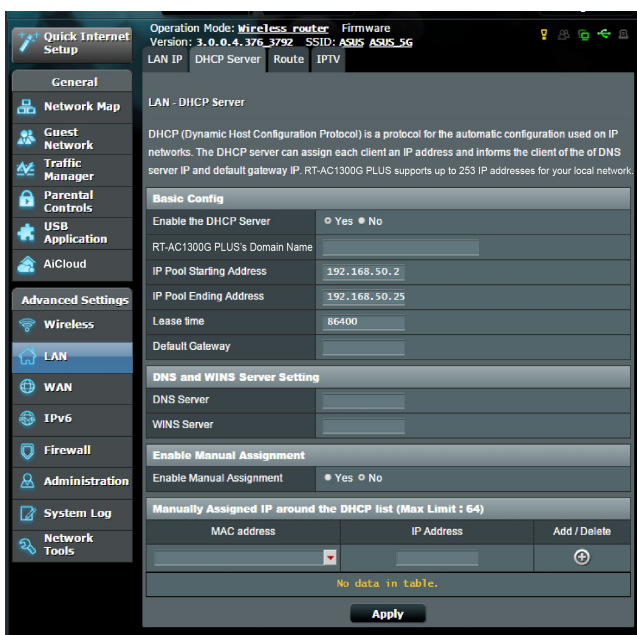 Quick Internet
Setup
General
Network Map
Guest
Network
Traffic
Manager
Parental
Controls
USB
Application
AiCloud
Advanced Settings
Wireless
LAN
WAN
IPv6
Firewall
Administration
System Log
Network
Tools
Operation Mode: Wireless router Firmware
Version: 3.0.0.4.376_3792 SSID: ASUS ASUS_5G
LAN IP DHCP Server Route IPTV
LAN - DHCP Server
DHCP (Dynamic Host Configuration Protocol) is a protocol for the automatic configuration used on IP
networks. The DHCP server can assign each client an IP address and informs the client of the of DNS
server IP and default gateway IP. RT-AC1300G PLUS supports up to 253 IP addresses for your local network.
Basic Config
Enable the DHCP Server Yes No
RT-AC1300G PLUS's Domain Name
IP Pool Starting Address 192.168.50.2
IP Pool Ending Address 192.168.50.25
Lease time 86400
Default Gateway
DNS and WINS Server Setting
DNS Server
WINS Server
Enable Manual Assignment
Enable Manual Assignment Yes No
Manually Assigned IP around the DHCP list (Max Limit : 64)
MAC address IP Address Add / Delete
No data in table.
Apply